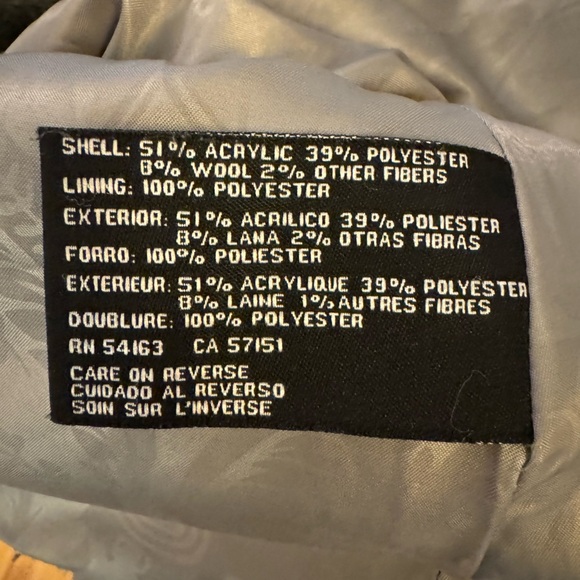 SHELL: 51% ACRYLIC 39% POLYESTER
8% WOOL 2% OTHER FIBERS
LINING: 100% POLYESTER
EXTERIOR: 51% ACRILICO 39% POLIESTER
8% LANA 2% OTRAS FIBRAS
FORRO: 100% POLIESTER
EXTERIEUR: 51% ACRYLIQUE 39% POLYESTER
8% LAINE 1% AUTRES FIBRES
DOUBLURE: 100% POLYESTER
RN 54163 CA 57151
CARE ON REVERSE
CUIDADO AL REVERSO
SOIN SUR L'INVERSE